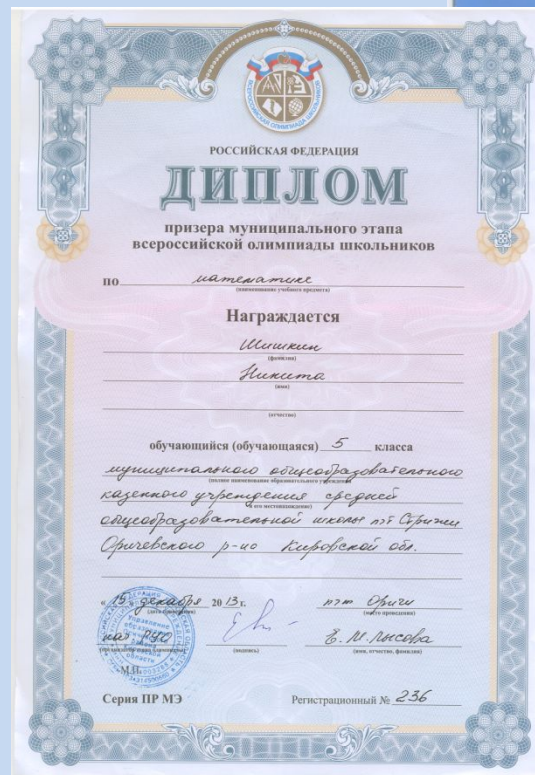 РОССИЙСКАЯ ФЕДЕРАЦИЯ
ДИПЛОМ
призера муниципального этапа
всероссийской олимпиады школьников
по математике
(наименование учебного предмета)
Награждается
Шишкин
(фамилия)
Никита
(имя)
(отчество)
обучающийся (обучающаяся) 5 класса
муниципального общеобразовательного
(полное наименование образовательного учреждения
казенного учреждения средней
и его местонахождение)
общеобразовательной школы пгт Стрижи
Оричевского р-на Кировской обл.
« 15 » декабря 20 13 г. пгт Оричи
(место проведения)
нач РУО Е. М. Лысова
(подпись) (имя, отчество, фамилия)
М.П.
Серия ПР МЭ Регистрационный № 236